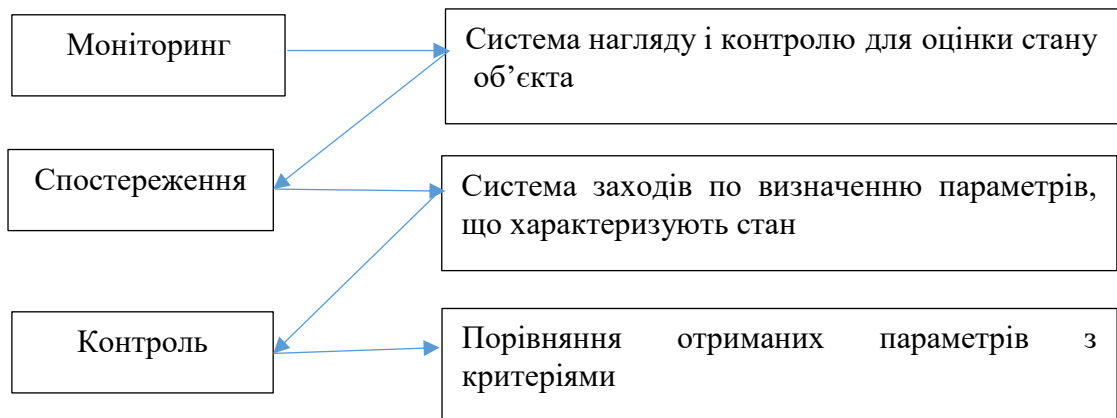 Моніторинг
Система нагляду і контролю для оцінки стану
об’єкта
Спостереження
Система заходів по визначенню параметрів,
що характеризують стан
Контроль
Порівняння отриманих параметрів з
критеріями